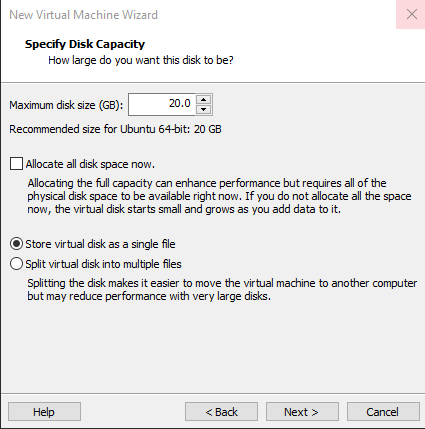 New Virtual Machine Wizard
Specify Disk Capacity
How large do you want this disk to be?
Maximum disk size (GB): 20.0
Recommended size for Ubuntu 64-bit: 20 GB
Allocate all disk space now.
Allocating the full capacity can enhance performance but requires all of the
physical disk space to be available right now. If you do not allocate all the space
now, the virtual disk starts small and grows as you add data to it.
Store virtual disk as a single file
Split virtual disk into multiple files
Splitting the disk makes it easier to move the virtual machine to another computer
but may reduce performance with very large disks.
Help < Back Next > Cancel